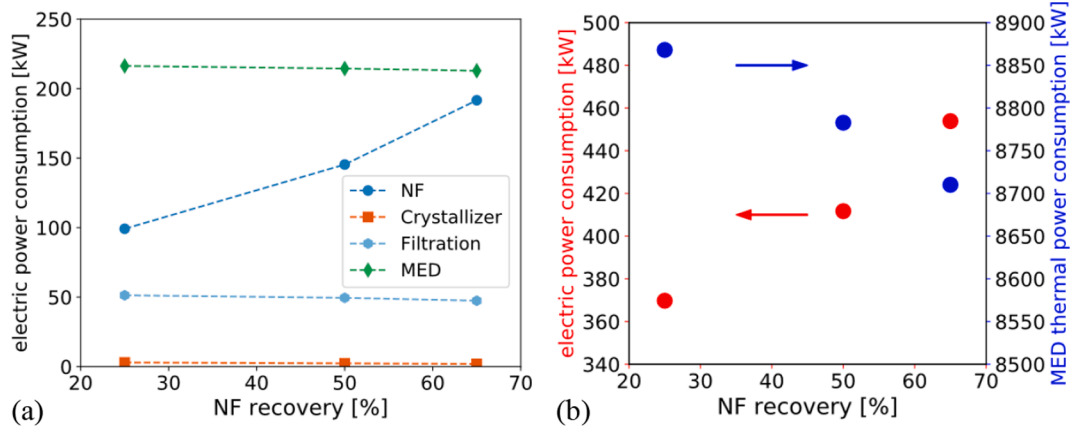 250
200
150
100
50
0
20 30 40 50 60 70
electric power consumption [kW]
NF recovery [%]
NF
Crystallizer
Filtration
MED
(a)
500
480
460
440
420
400
380
360
340
20 30 40 50 60 70
electric power consumption [kW]
NF recovery [%]
8900
8850
8800
8750
8700
8650
8600
8550
8500
MED thermal power consumption [kW]
(b)